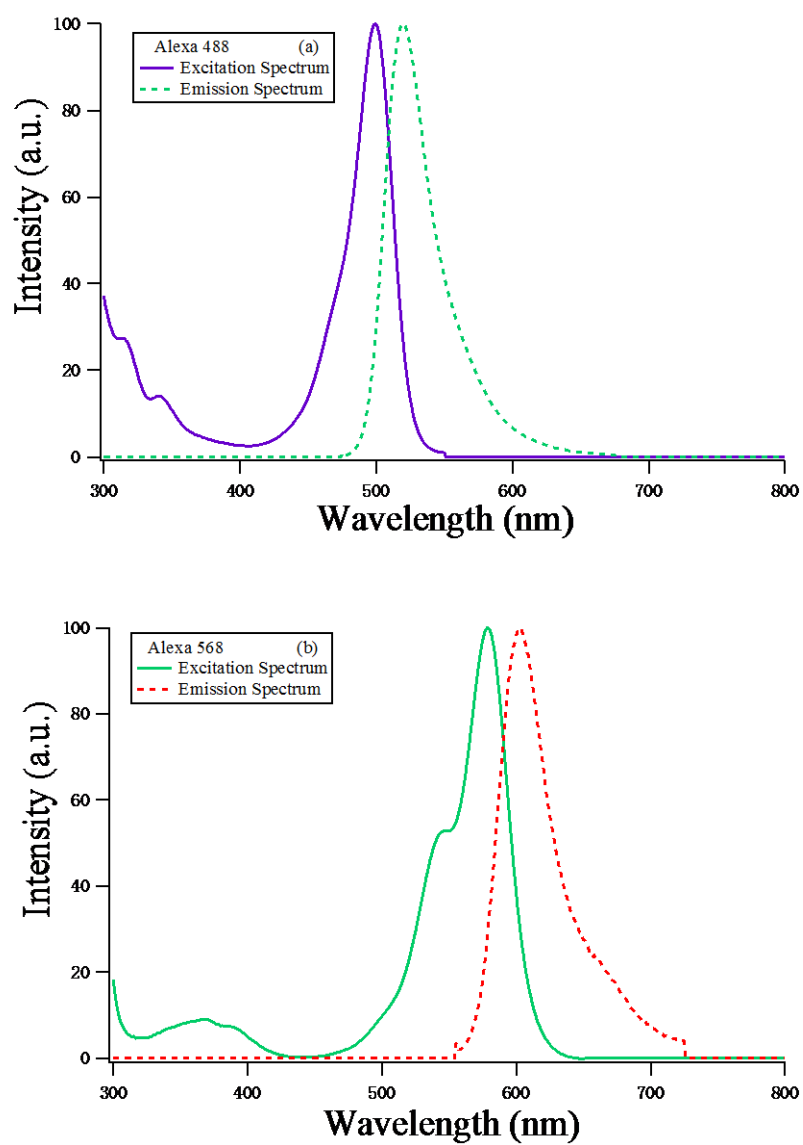 100
Alexa 488 (a)
Excitation Spectrum
Emission Spectrum
80
60
40
20
0
Intensity (a.u.)
300 400 500 600 700 800
Wavelength (nm)
100
Alexa 568 (b)
Excitation Spectrum
Emission Spectrum
80
60
40
20
0
Intensity (a.u.)
300 400 500 600 700 800
Wavelength (nm)